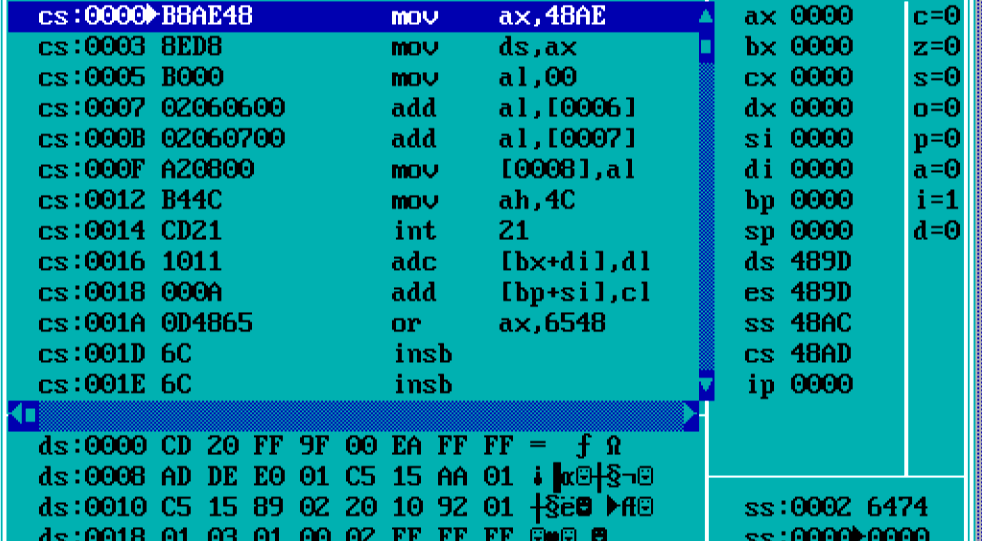 cs:0000►B8AE48 mov ax,48AE
cs:0003 8ED8 mov ds,ax
cs:0005 B000 mov al,00
cs:0007 02060600 add al,[0006]
cs:000B 02060700 add al,[0007]
cs:000F A20800 mov [0008],al
cs:0012 B44C mov ah,4C
cs:0014 CD21 int 21
cs:0016 1011 adc [bx+di],dl
cs:0018 000A add [bp+si],cl
cs:001A 0D4865 or ax,6548
cs:001D 6C insb
cs:001E 6C insb
ax 0000 c=0
bx 0000 z=0
cx 0000 s=0
dx 0000 o=0
si 0000 p=0
di 0000 a=0
bp 0000 i=1
sp 0000 d=0
ds 489D
es 489D
ss 48AC
cs 48AD
ip 0000
ds:0000 CD 20 FF 9F 00 EA FF FF = ƒ Ω
ds:0008 AD DE E0 01 C5 15 AA 01 ¡▐α☺┼§¬☺
ds:0010 C5 15 89 02 20 10 92 01 ┼§ë☻ ►Æ☺
ds:0018 01 03 01 00 02 FF FF FF ☺♥☺ ☻
ss:0002 6474
ss:0000►0000